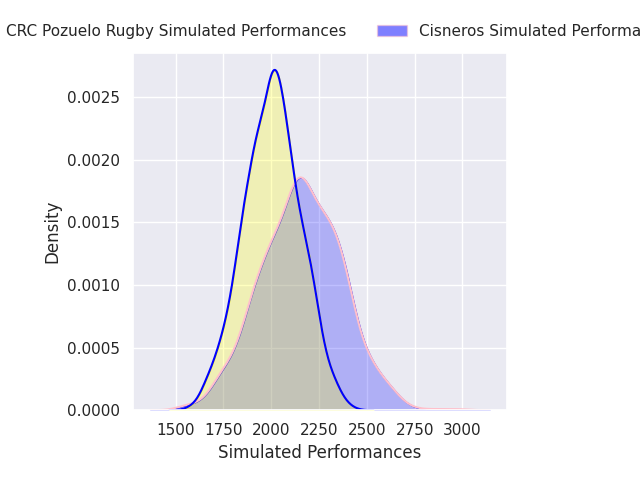 CRC Pozuelo Rugby Simulated Performances
Cisneros Simulated Performa
Density
0.0025
0.0020
0.0015
0.0010
0.0005
0.0000
1500 1750 2000 2250 2500 2750 3000
Simulated Performances